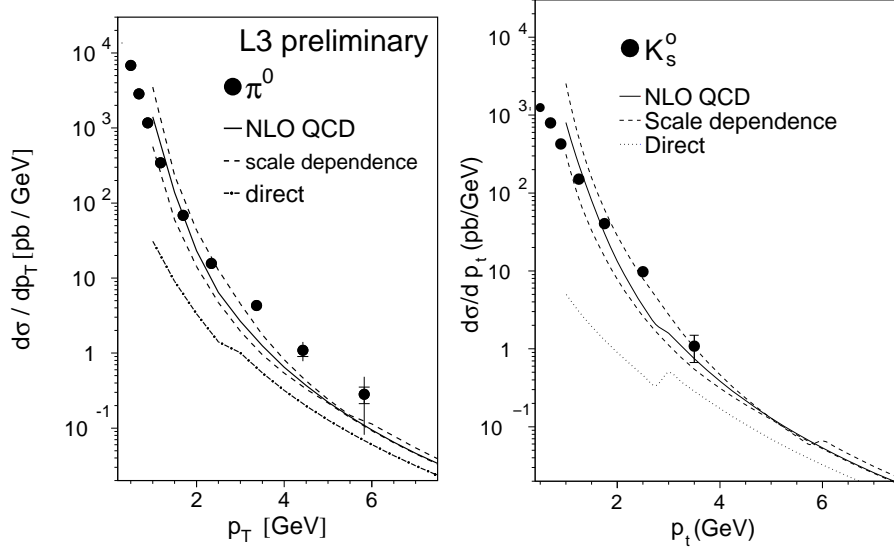 L3 preliminary
π⁰
NLO QCD
scale dependence
direct
10⁴
10³
10²
10
1
10⁻¹
dσ / dp_T [ pb / GeV]
2
4
6
p_T [GeV]
K_s^o
NLO QCD
Scale dependence
Direct
10⁴
10³
10²
10
1
10⁻¹
dσ/d p_t (pb/GeV)
2
4
6
p_t (GeV)